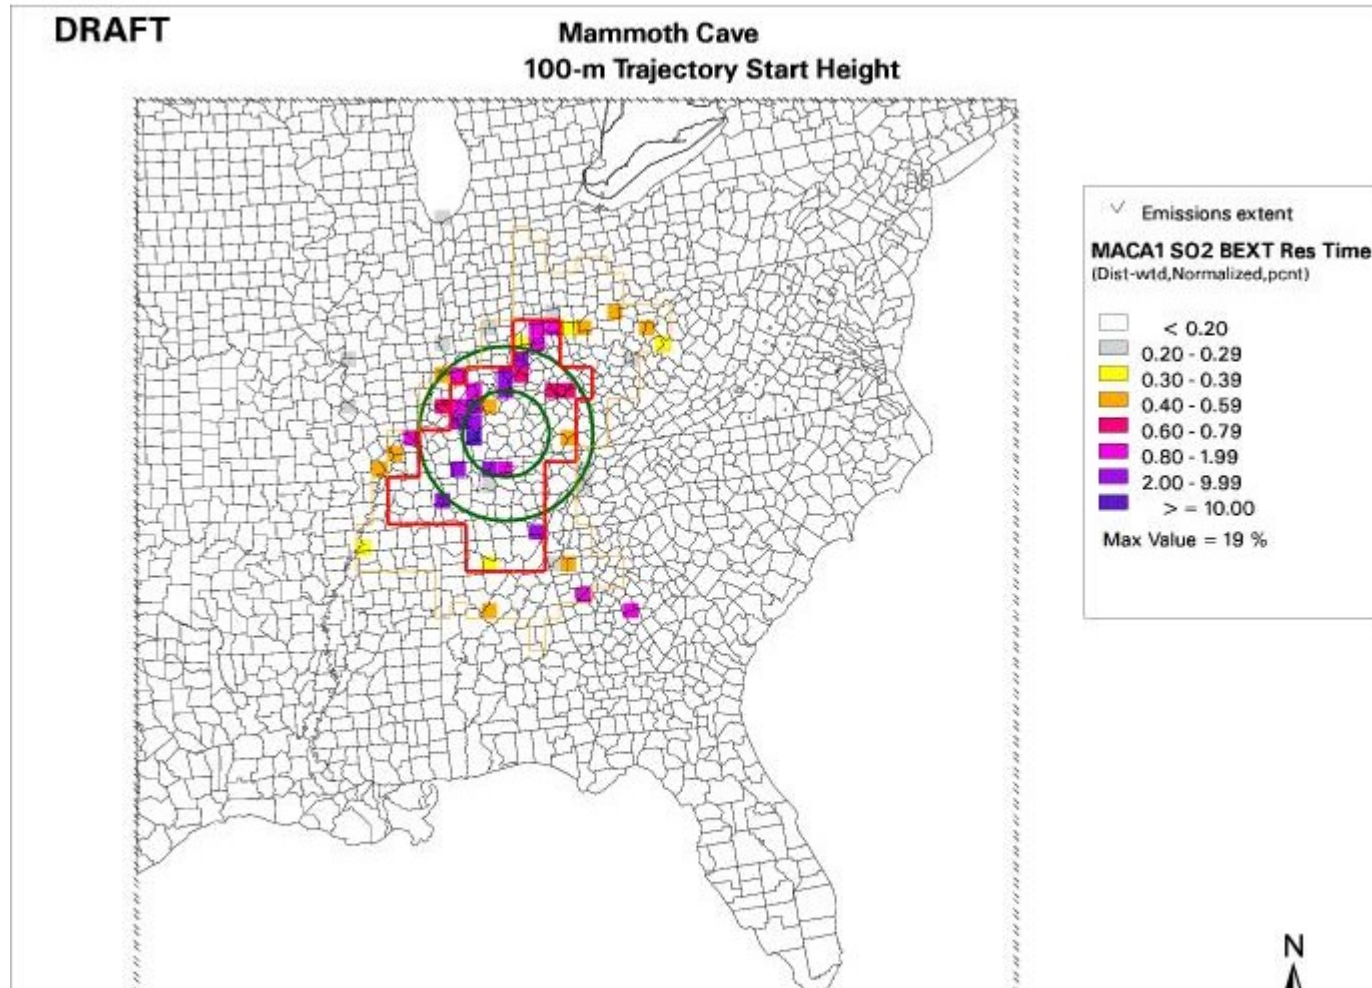 DRAFT
Mammoth Cave
100-m Trajectory Start Height
Emissions extent
MACA1 SO2 BEXT Res Time
(Dist-wtd,Normalized,pcnt)
< 0.20
0.20 - 0.29
0.30 - 0.39
0.40 - 0.59
0.60 - 0.79
0.80 - 1.99
2.00 - 9.99
> = 10.00
Max Value = 19 %
N